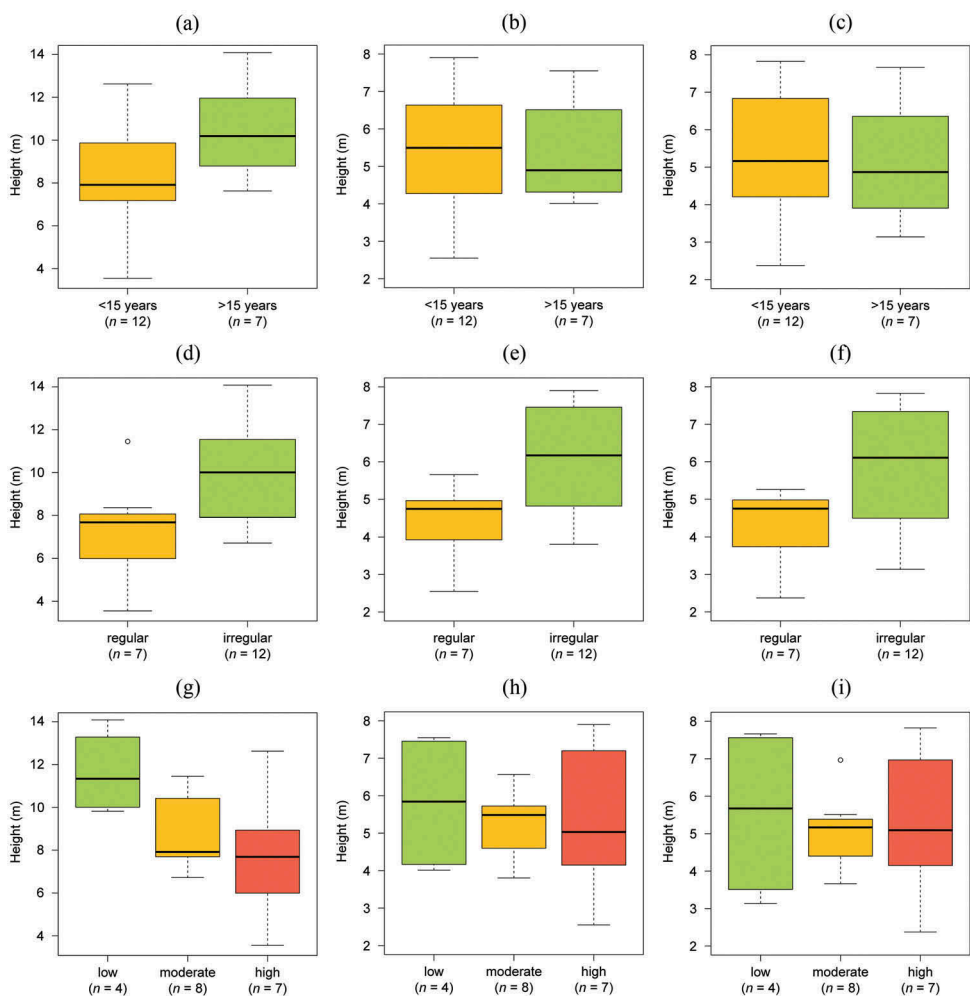 (a) (b) (c)
Height (m)
14
12
10
8
6
4
<15 years >15 years
(n = 12) (n = 7)
Height (m)
8
7
6
5
4
3
2
<15 years >15 years
(n = 12) (n = 7)
Height (m)
8
7
6
5
4
3
2
<15 years >15 years
(n = 12) (n = 7)
(d) (e) (f)
Height (m)
14
12
10
8
6
4
regular irregular
(n = 7) (n = 12)
Height (m)
8
7
6
5
4
3
2
regular irregular
(n = 7) (n = 12)
Height (m)
8
7
6
5
4
3
2
regular irregular
(n = 7) (n = 12)
(g) (h) (i)
Height (m)
14
12
10
8
6
4
low moderate high
(n = 4) (n = 8) (n = 7)
Height (m)
8
7
6
5
4
3
2
low moderate high
(n = 4) (n = 8) (n = 7)
Height (m)
8
7
6
5
4
3
2
low moderate high
(n = 4) (n = 8) (n = 7)